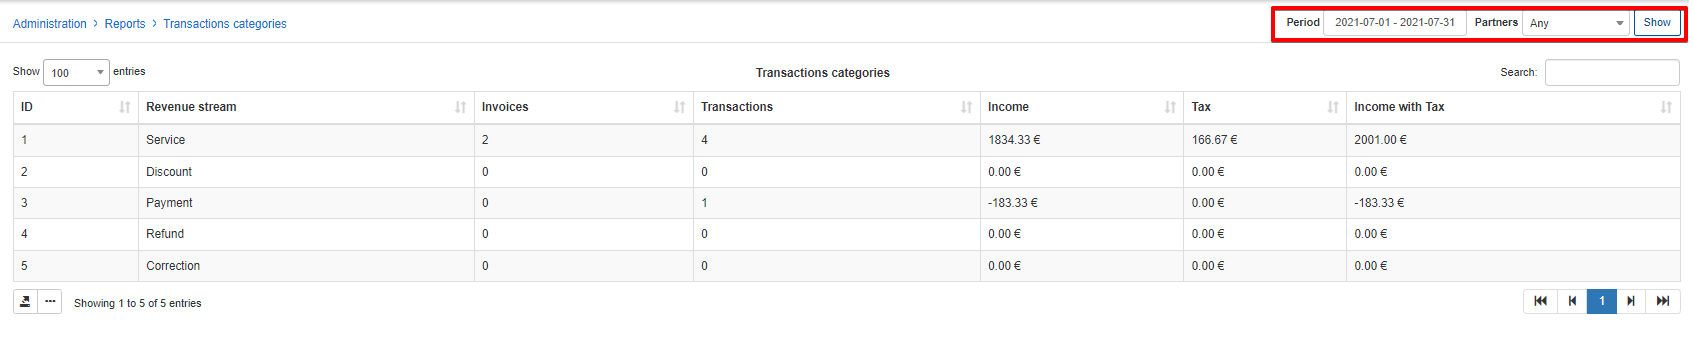 Administration > Reports > Transactions categories Period 2021-07-01 - 2021-07-31 Partners Any Show
Show 100 entries Transactions categories Search:
ID Revenue stream Invoices Transactions Income Tax Income with Tax
1 Service 2 4 1834.33 € 166.67 € 2001.00 €
2 Discount 0 0 0.00 € 0.00 € 0.00 €
3 Payment 0 1 -183.33 € 0.00 € -183.33 €
4 Refund 0 0 0.00 € 0.00 € 0.00 €
5 Correction 0 0 0.00 € 0.00 € 0.00 €
Showing 1 to 5 of 5 entries 1